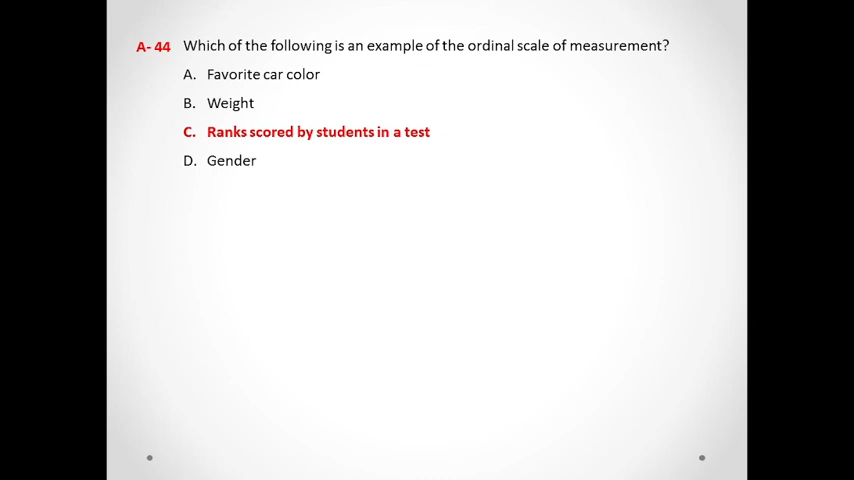 A- 44 Which of the following is an example of the ordinal scale of measurement?
A. Favorite car color
B. Weight
C. Ranks scored by students in a test
D. Gender